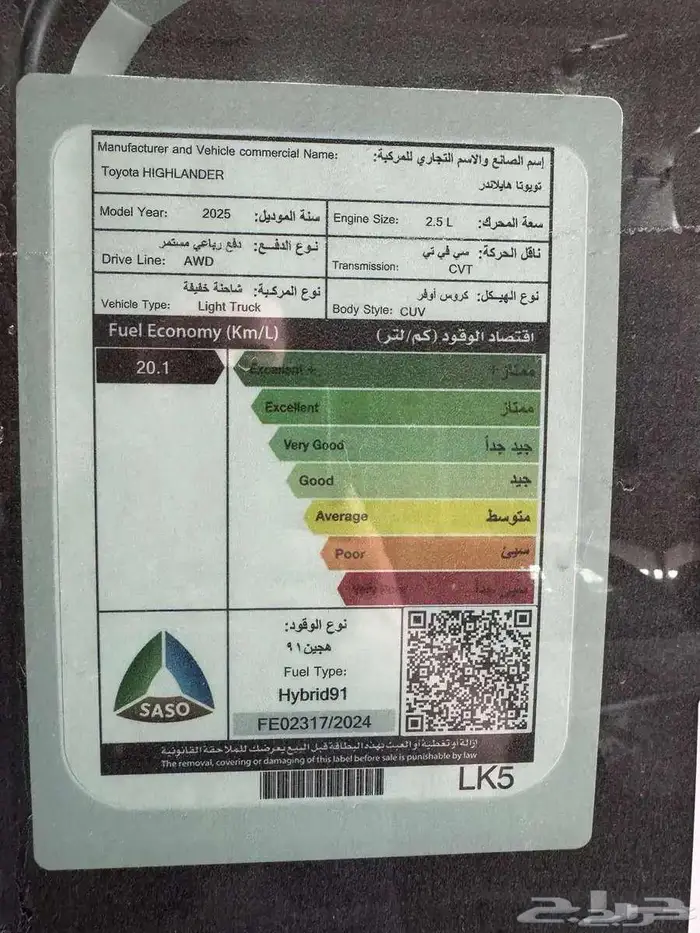 Manufacturer and Vehicle commercial Name: إسم الصانع والاسم التجاري للمركبة:
Toyota HIGHLANDER تويوتا هايلاندر
Model Year: 2025 سنة الموديل: Engine Size: 2.5 L سعة المحرك:
نوع الدفع: دفع رباعي مستمر ناقل الحركة: سي في تي
Drive Line: AWD Transmission: CVT
نوع المركبة: شاحنة خفيفة نوع الهيكل: كروس أوفر
Vehicle Type: Light Truck Body Style: CUV
Fuel Economy (Km/L) اقتصاد الوقود (كم/لتر)
20.1 Excellent + ممتاز +
Excellent ممتاز
Very Good جيد جداً
Good جيد
Average متوسط
Poor سيئ
Very Poor سيئ جداً
نوع الوقود:
هجين ٩١
Fuel Type:
Hybrid91
SASO
FE02317/2024
إزالة أو تغطية أو العبث بهذه البطاقة قبل البيع يعرضك للملاحقة القانونية
The removal, covering or damaging of this label before sale is punishable by law
LK5
حراج